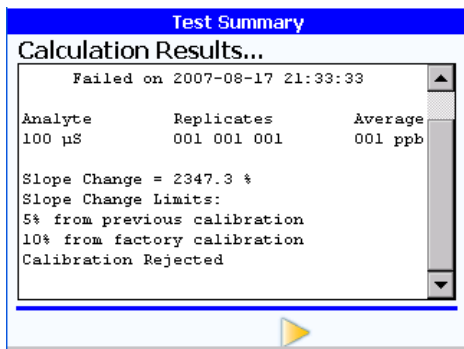 Test Summary
Calculation Results...
Failed on 2007-08-17 21:33:33
Analyte Replicates Average
100 µS 001 001 001 001 ppb
Slope Change = 2347.3 %
Slope Change Limits:
5% from previous calibration
10% from factory calibration
Calibration Rejected